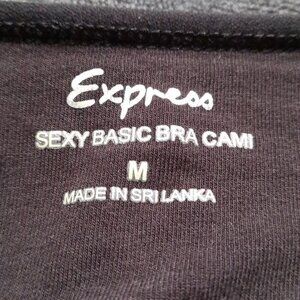 Express
SEXY BASIC BRA CAMI
M
MADE IN SRI LANKA